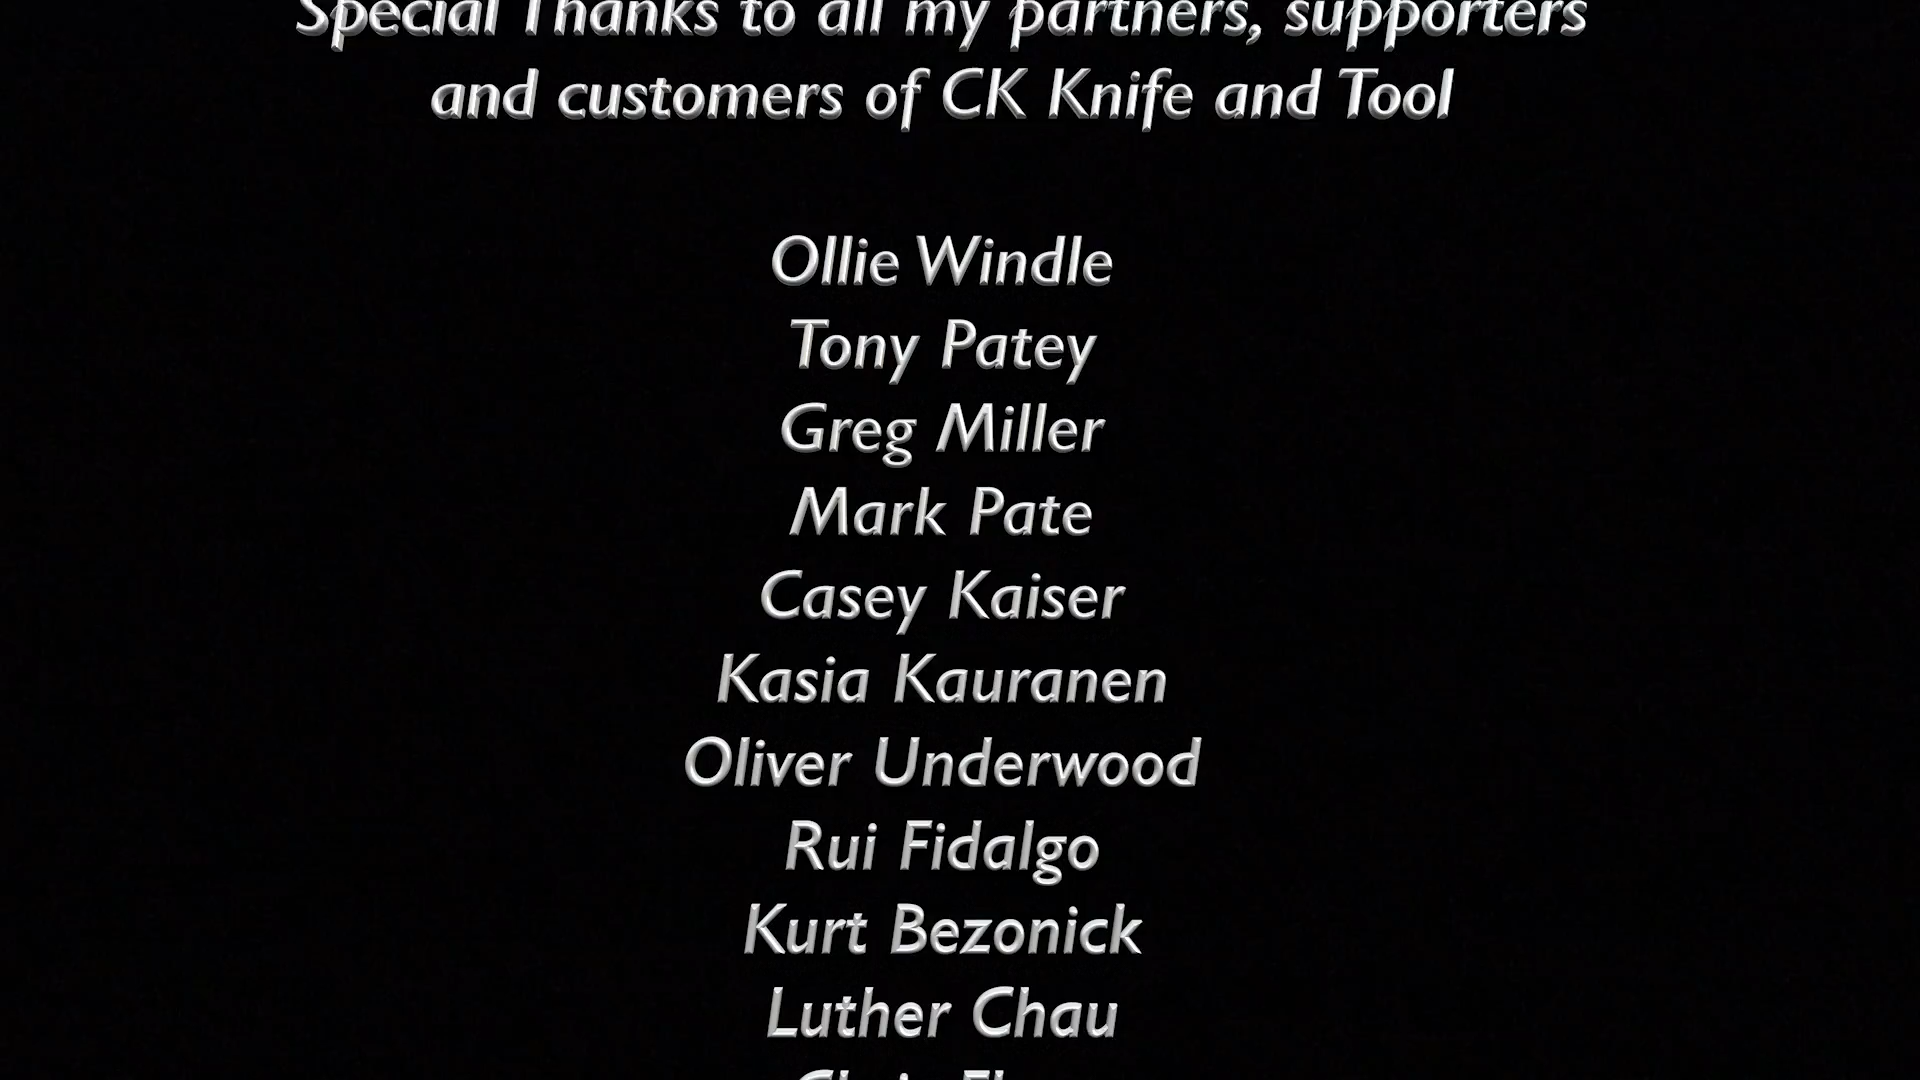 Special Thanks to all my partners, supporters
and customers of CK Knife and Tool
Ollie Windle
Tony Patey
Greg Miller
Mark Pate
Casey Kaiser
Kasia Kauranen
Oliver Underwood
Rui Fidalgo
Kurt Bezonick
Luther Chau